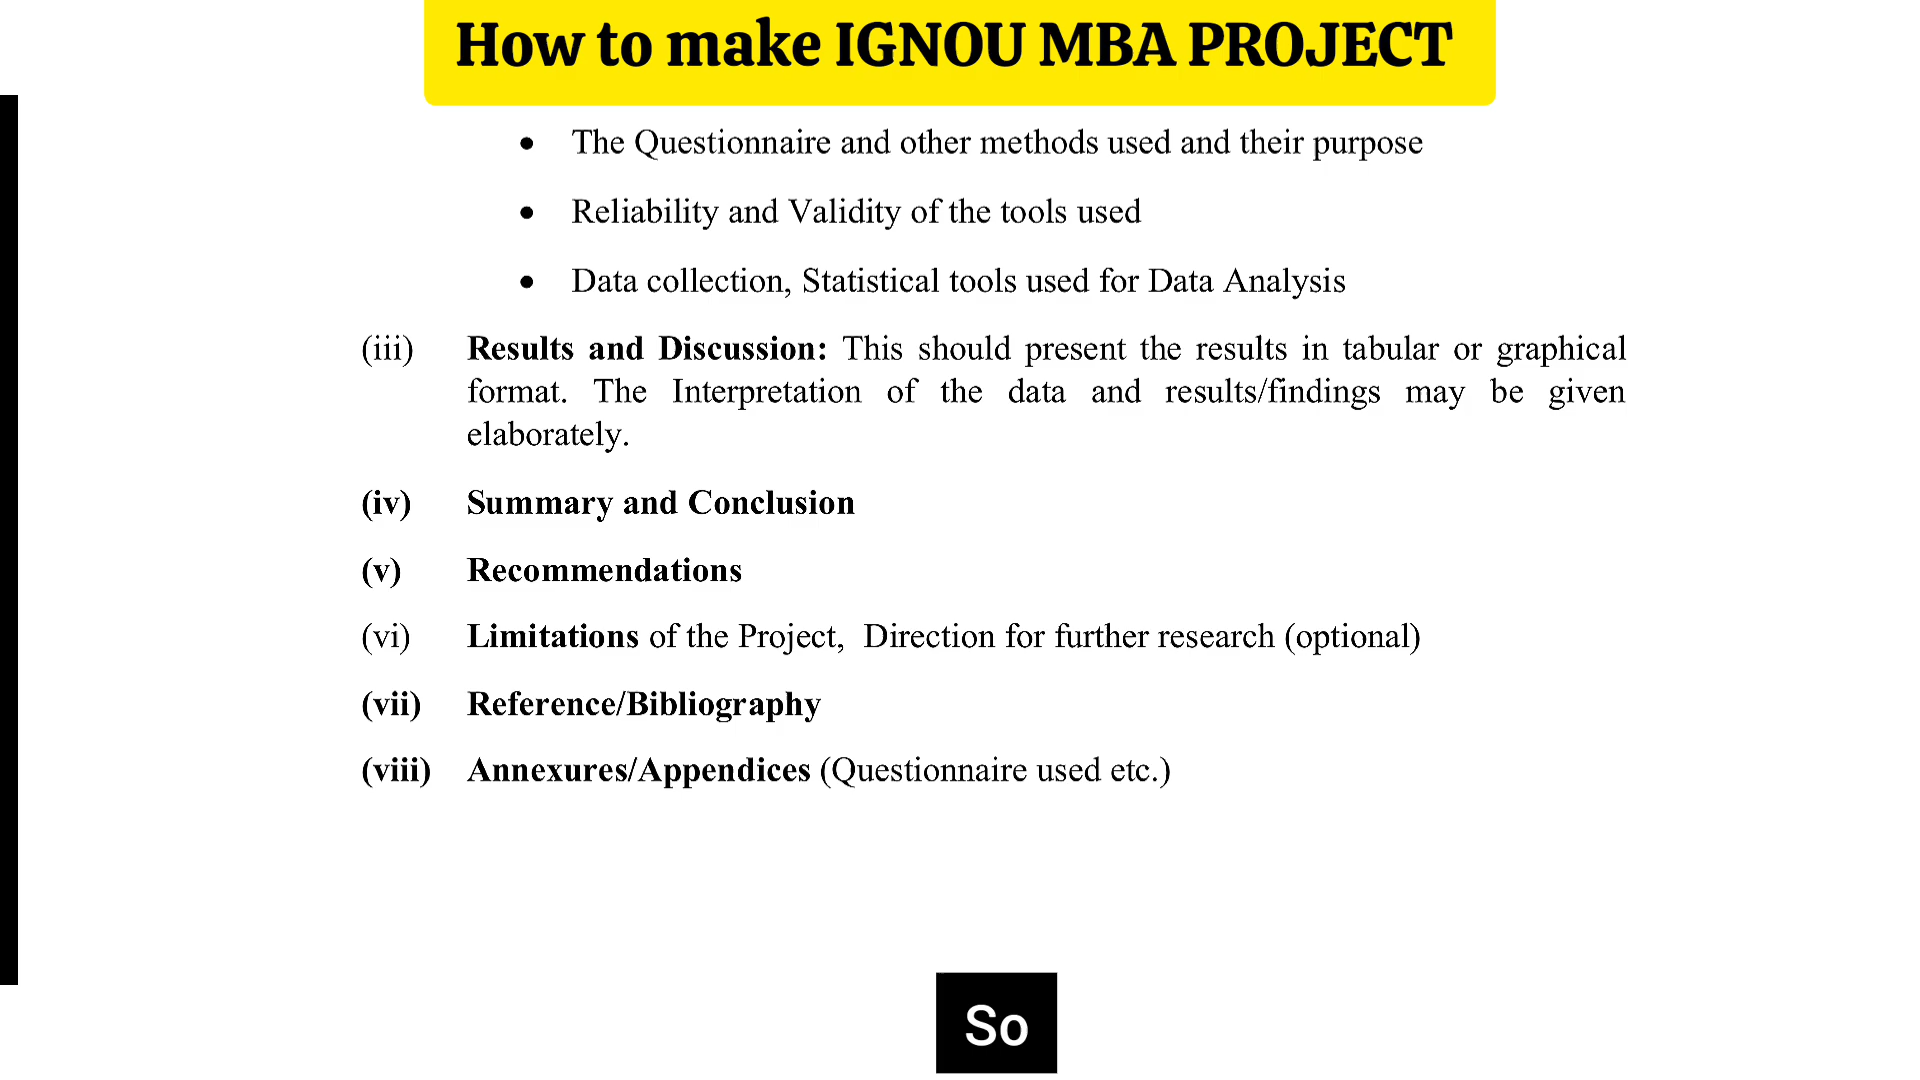 How to make IGNOU MBA PROJECT
• The Questionnaire and other methods used and their purpose
• Reliability and Validity of the tools used
• Data collection, Statistical tools used for Data Analysis
(iii) Results and Discussion: This should present the results in tabular or graphical
format. The Interpretation of the data and results/findings may be given
elaborately.
(iv) Summary and Conclusion
(v) Recommendations
(vi) Limitations of the Project, Direction for further research (optional)
(vii) Reference/Bibliography
(viii) Annexures/Appendices (Questionnaire used etc.)
So